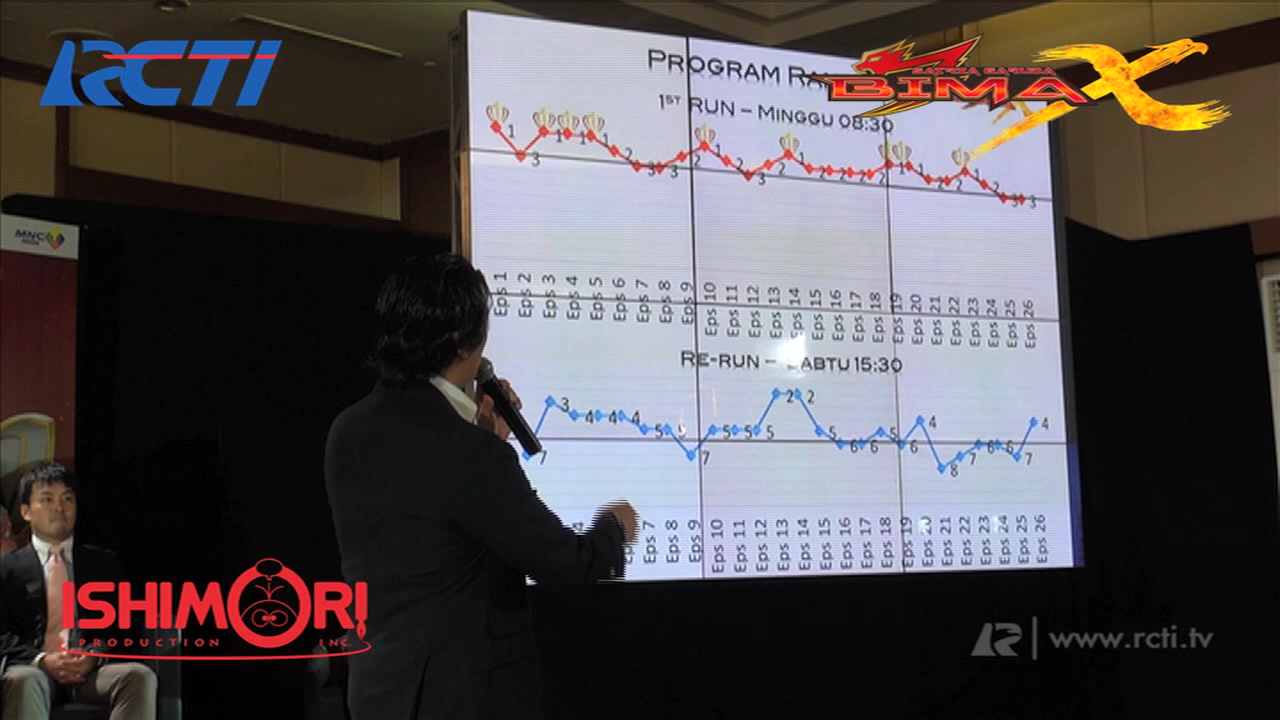 RCTI
SATRIA GARUDA
BIMA X
PROGRAM
1ST RUN – MINGGU 08:30
1 3 1 1 1 2 3 3 2 1 2 3 2 1 2 2 2 2 1 1 2 2 1 2 3 3
Eps 1 Eps 2 Eps 3 Eps 4 Eps 5 Eps 6 Eps 7 Eps 8 Eps 9 Eps 10 Eps 11 Eps 12 Eps 13 Eps 14 Eps 15 Eps 16 Eps 17 Eps 18 Eps 19 Eps 20 Eps 21 Eps 22 Eps 23 Eps 24 Eps 25 Eps 26
MNC
RE-RUN – SABTU 15:30
7 3 4 4 4 5 7 5 5 5 2 2 5 6 6 5 6 4 8 7 6 6 7 4
Eps 7 Eps 8 Eps 9 Eps 10 Eps 11 Eps 12 Eps 13 Eps 14 Eps 15 Eps 16 Eps 17 Eps 18 Eps 19 Eps 20 Eps 21 Eps 22 Eps 23 Eps 24 Eps 25 Eps 26
ISHIMORI
PRODUCTION INC.
R | www.rcti.tv